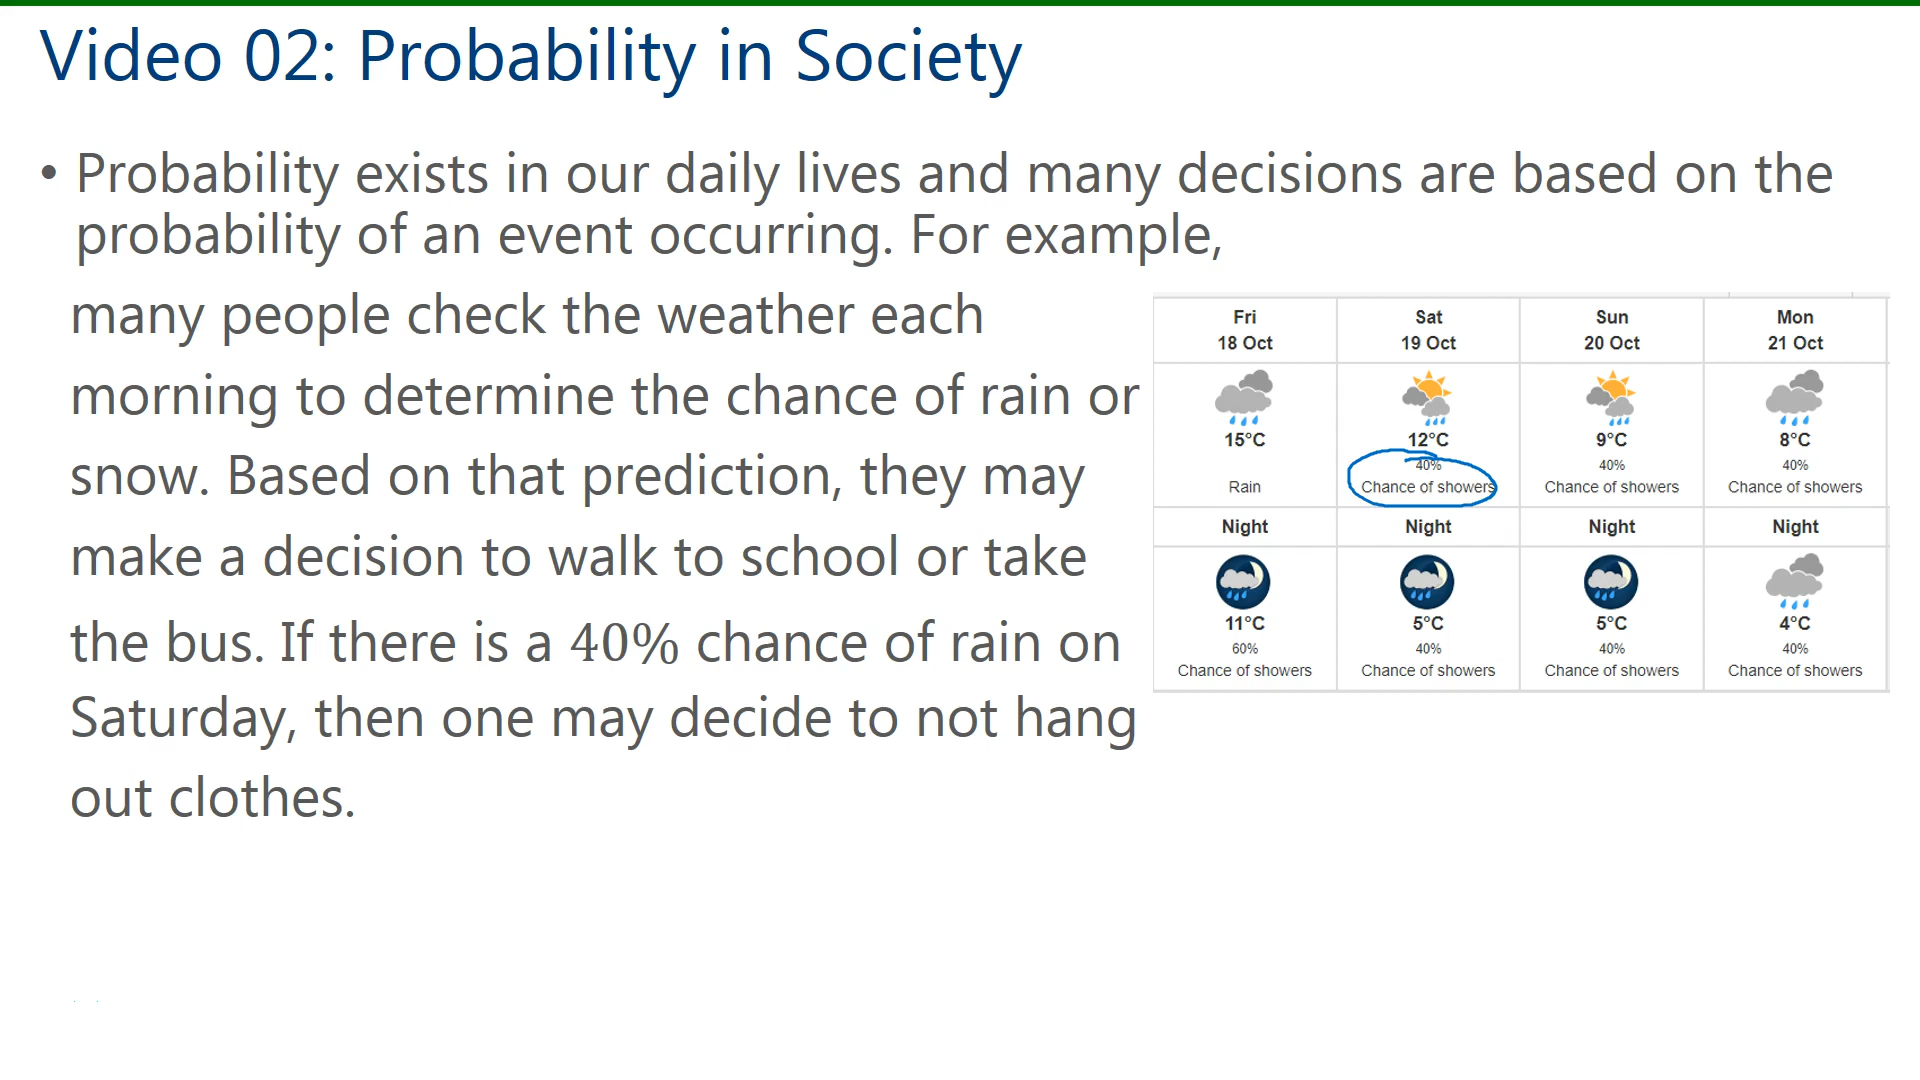 Video 02: Probability in Society
• Probability exists in our daily lives and many decisions are based on the
probability of an event occurring. For example,
many people check the weather each
morning to determine the chance of rain or
snow. Based on that prediction, they may
make a decision to walk to school or take
the bus. If there is a 40% chance of rain on
Saturday, then one may decide to not hang
out clothes.
Fri Sat Sun Mon
18 Oct 19 Oct 20 Oct 21 Oct
15°C 12°C 9°C 8°C
40% 40% 40%
Rain Chance of showers Chance of showers Chance of showers
Night Night Night Night
11°C 5°C 5°C 4°C
60% 40% 40% 40%
Chance of showers Chance of showers Chance of showers Chance of showers